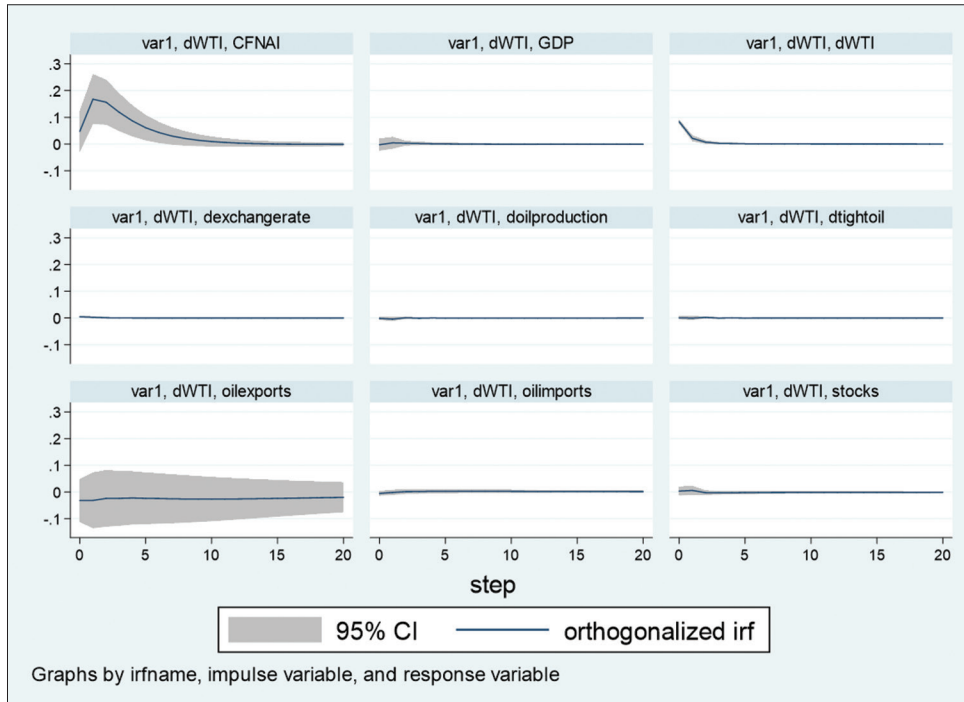 var1, dWTI, CFNAI
var1, dWTI, GDP
var1, dWTI, dWTI
.3
.2
.1
0
-.1
var1, dWTI, dexchangerate
var1, dWTI, doilproduction
var1, dWTI, dtightoil
.3
.2
.1
0
-.1
var1, dWTI, oilexports
var1, dWTI, oilimports
var1, dWTI, stocks
.3
.2
.1
0
-.1
0 5 10 15 20
0 5 10 15 20
0 5 10 15 20
step
95% CI
orthogonalized irf
Graphs by irfname, impulse variable, and response variable